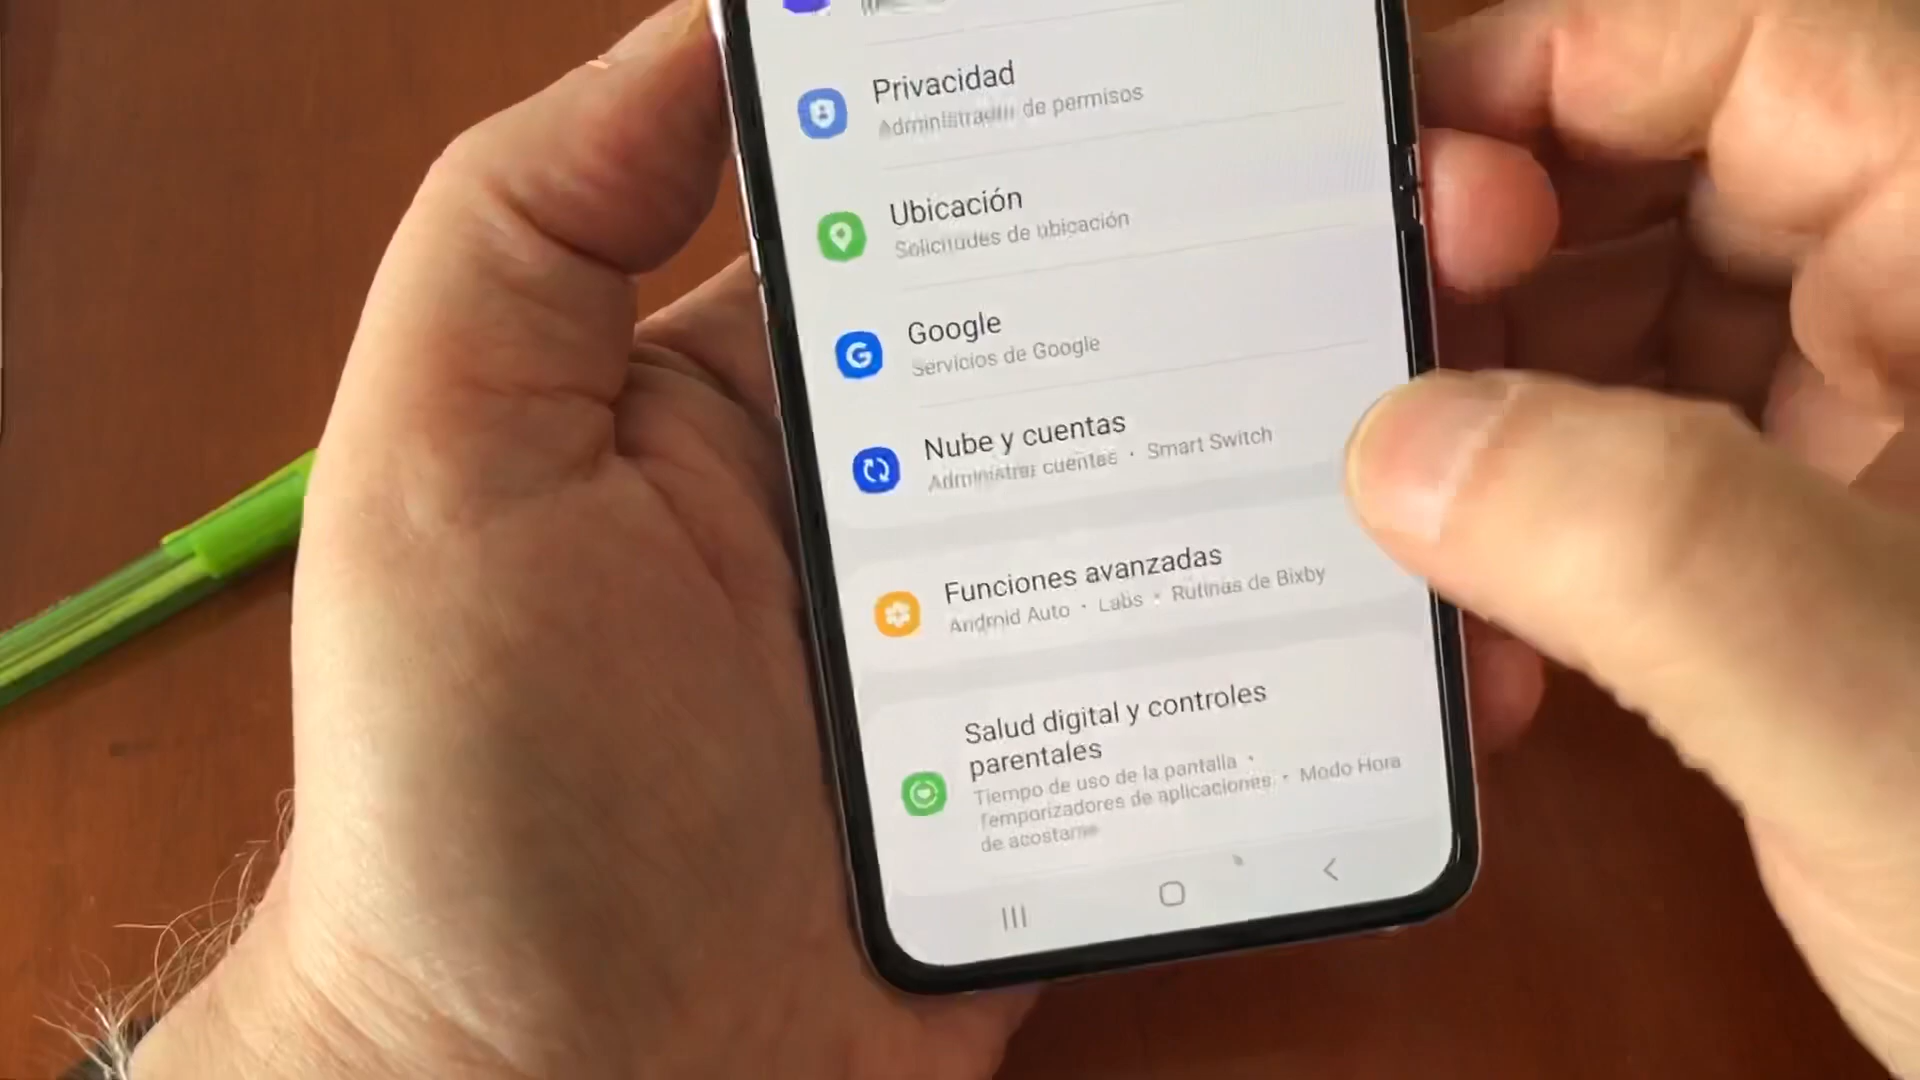 Privacidad
Administrador de permisos
Ubicación
Solicitudes de ubicación
Google
Servicios de Google
Nube y cuentas
Administrar cuentas · Smart Switch
Funciones avanzadas
Android Auto · Labs · Rutinas de Bixby
Salud digital y controles
parentales
Tiempo de uso de la pantalla ·
Temporizadores de aplicaciones · Modo Hora
de acostarse